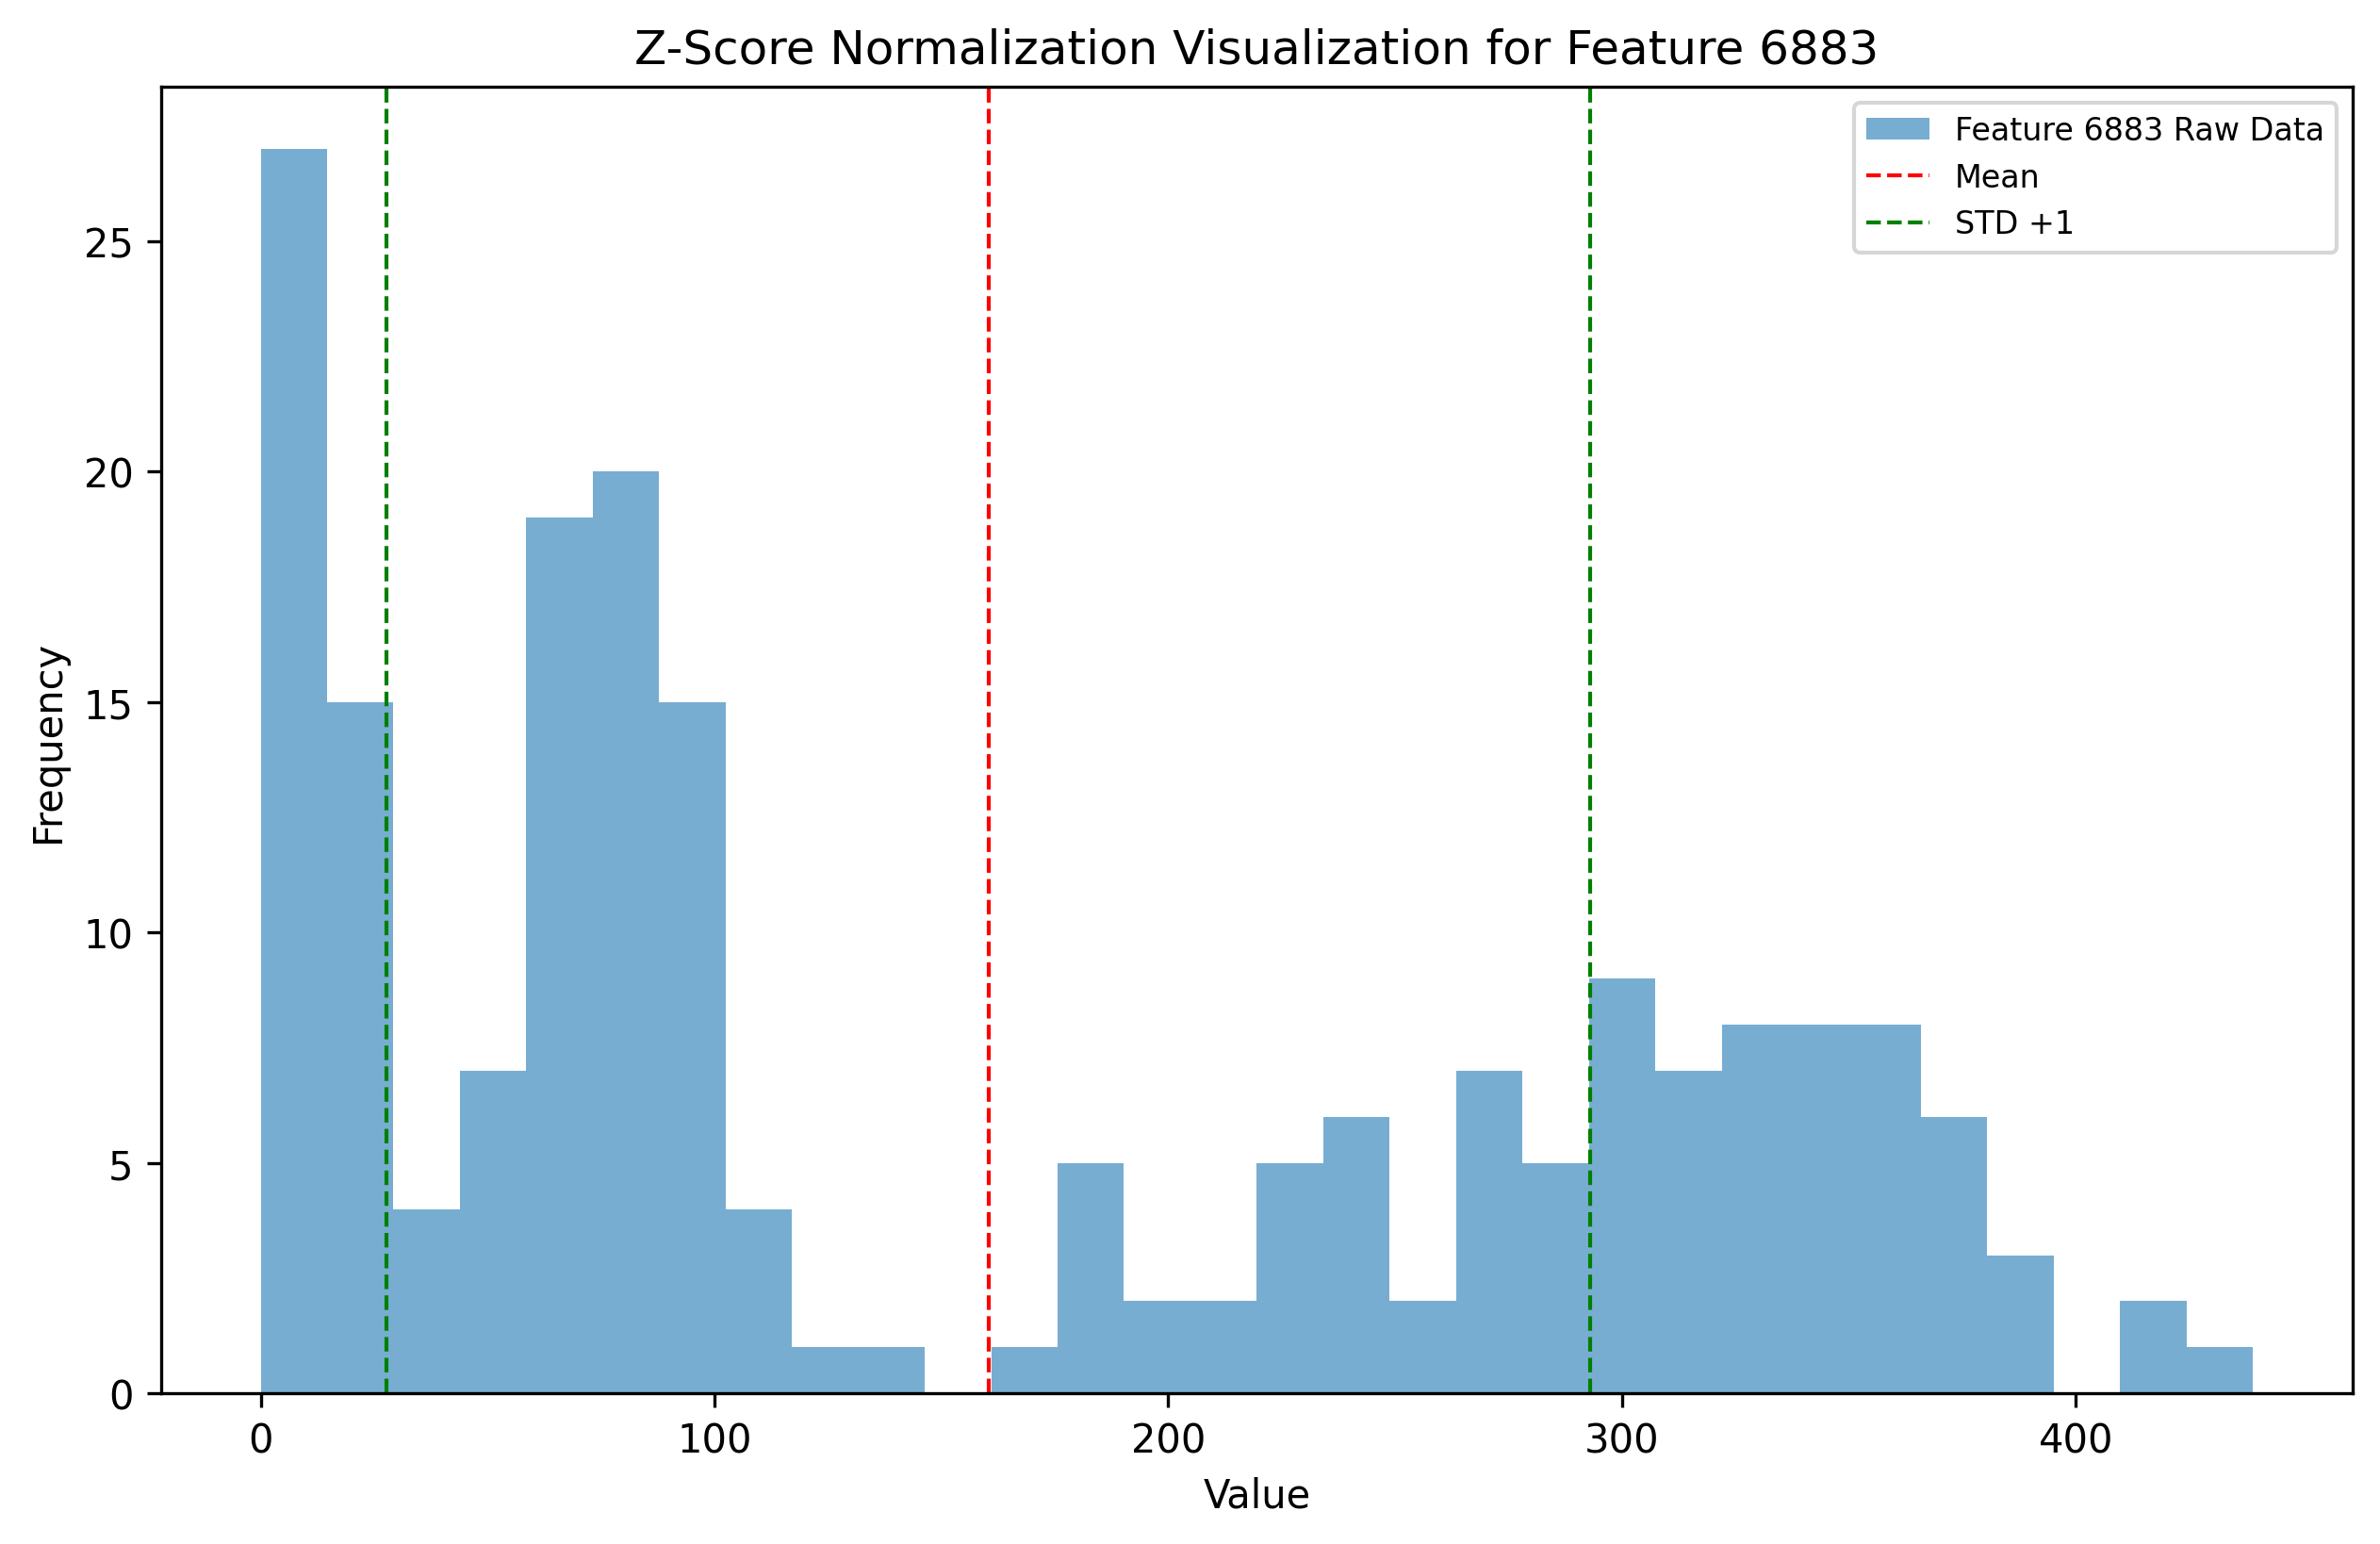 Z-Score Normalization Visualization for Feature 6883
Feature 6883 Raw Data
Mean
STD +1
25
20
15
10
5
0
Frequency
0 100 200 300 400
Value